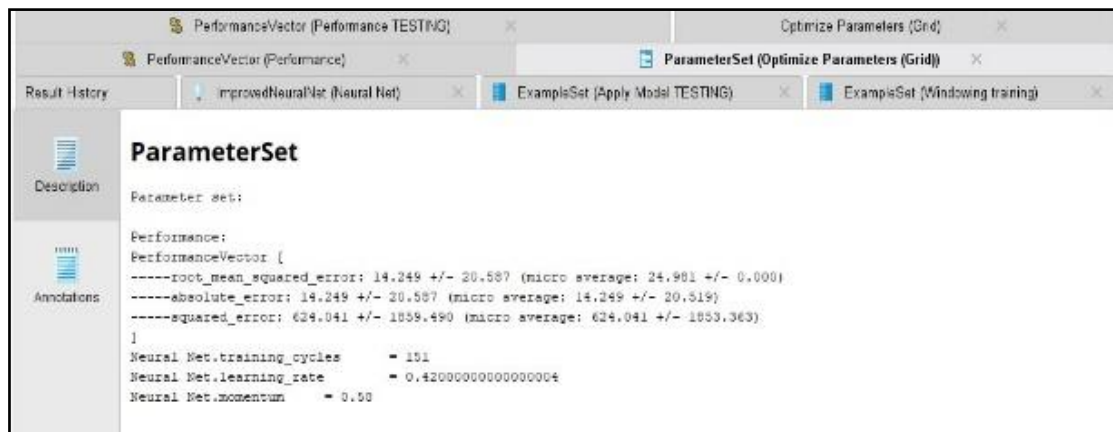 PerformanceVector (Performance TESTING)
Optimize Parameters (Grid)
PerformanceVector (Performance)
ParameterSet (Optimize Parameters (Grid))
Result History
ImprovedNeuralNet (Neural Net)
ExampleSet (Apply Model TESTING)
ExampleSet (Windowing training)
Description
Annotations
ParameterSet
Parameter set:
Performance:
PerformanceVector [
-----root_mean_squared_error: 14.249 +/- 20.587 (micro average: 24.981 +/- 0.000)
-----absolute_error: 14.249 +/- 20.587 (micro average: 14.249 +/- 20.519)
-----squared_error: 624.041 +/- 1859.490 (micro average: 624.041 +/- 1853.363)
]
Neural Net.training_cycles = 151
Neural Net.learning_rate = 0.42000000000000004
Neural Net.momentum = 0.58